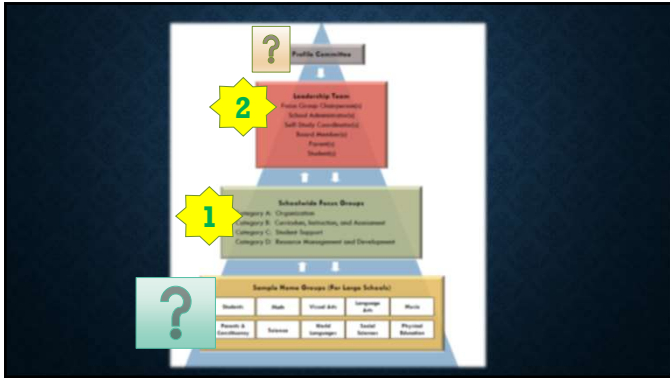 ?
Profile Committee
2
Leadership Team
Focus Group Chairperson(s)
School Administrator(s)
Self Study Coordinator(s)
Board Member(s)
Parent(s)
Student(s)
1
Schoolwide Focus Groups
Category A: Organization
Category B: Curriculum, Instruction, and Assessment
Category C: Student Support
Category D: Resource Management and Development
?
Sample Home Groups (For Large Schools)
Students Math Visual Arts Language Arts Music
Parents & Constituency Science World Languages Social Sciences Physical Education